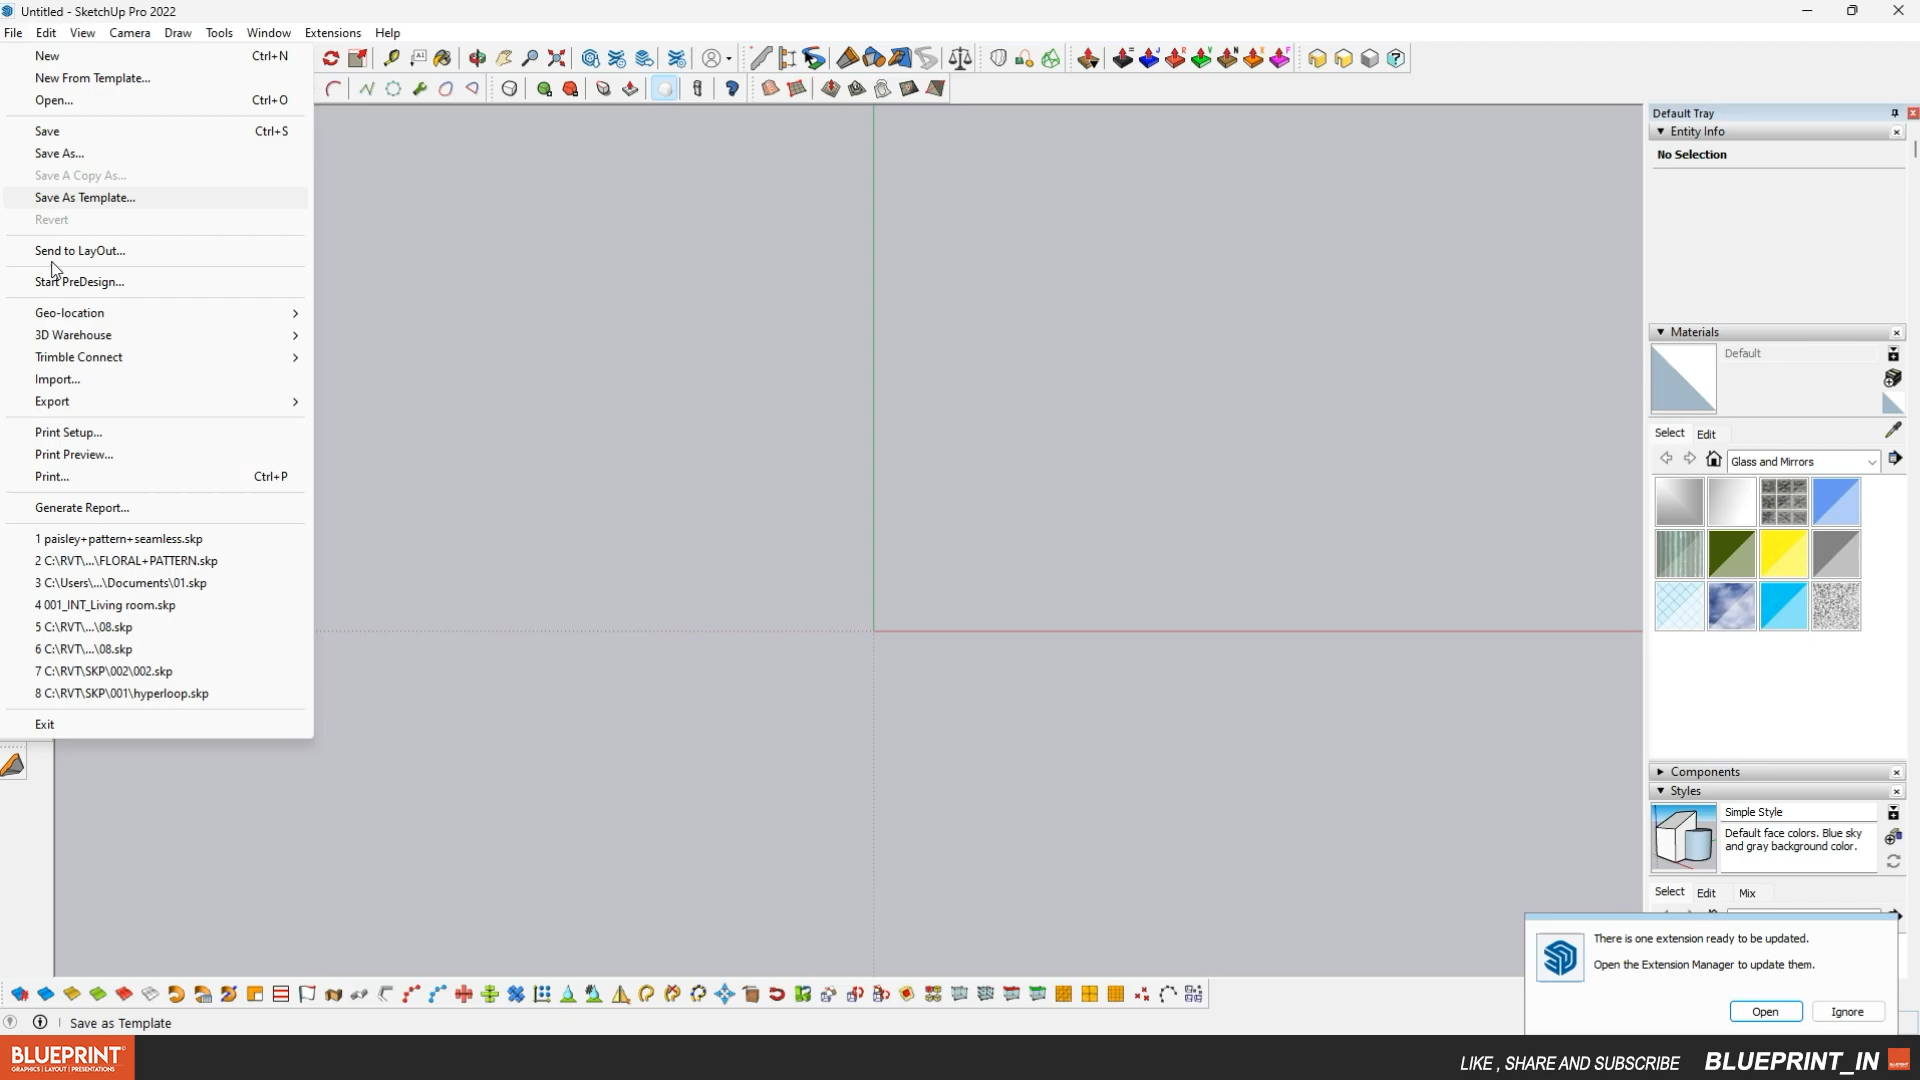 Untitled - SketchUp Pro 2022
File Edit View Camera Draw Tools Window Extensions Help
New Ctrl+N
New From Template...
Open... Ctrl+O
Save Ctrl+S
Save As...
Save A Copy As...
Save As Template...
Revert
Send to LayOut...
Start PreDesign...
Geo-location
3D Warehouse
Trimble Connect
Import...
Export
Print Setup...
Print Preview...
Print... Ctrl+P
Generate Report...
1 paisley+pattern+seamless.skp
2 C:\RVT\...\FLORAL+PATTERN.skp
3 C:\Users\...\Documents\01.skp
4 001_INT_Living room.skp
5 C:\RVT\...\08.skp
6 C:\RVT\...\08.skp
7 C:\RVT\SKP\002\002.skp
8 C:\RVT\SKP\001\hyperloop.skp
Exit
Default Tray
Entity Info
No Selection
Materials
Default
Select Edit
Glass and Mirrors
Components
Styles
Simple Style
Default face colors. Blue sky
and gray background color.
Select Edit Mix
There is one extension ready to be updated.
Open the Extension Manager to update them.
Open Ignore
Save as Template
BLUEPRINT
GRAPHICS | LAYOUT | PRESENTATIONS
LIKE , SHARE AND SUBSCRIBE BLUEPRINT_IN